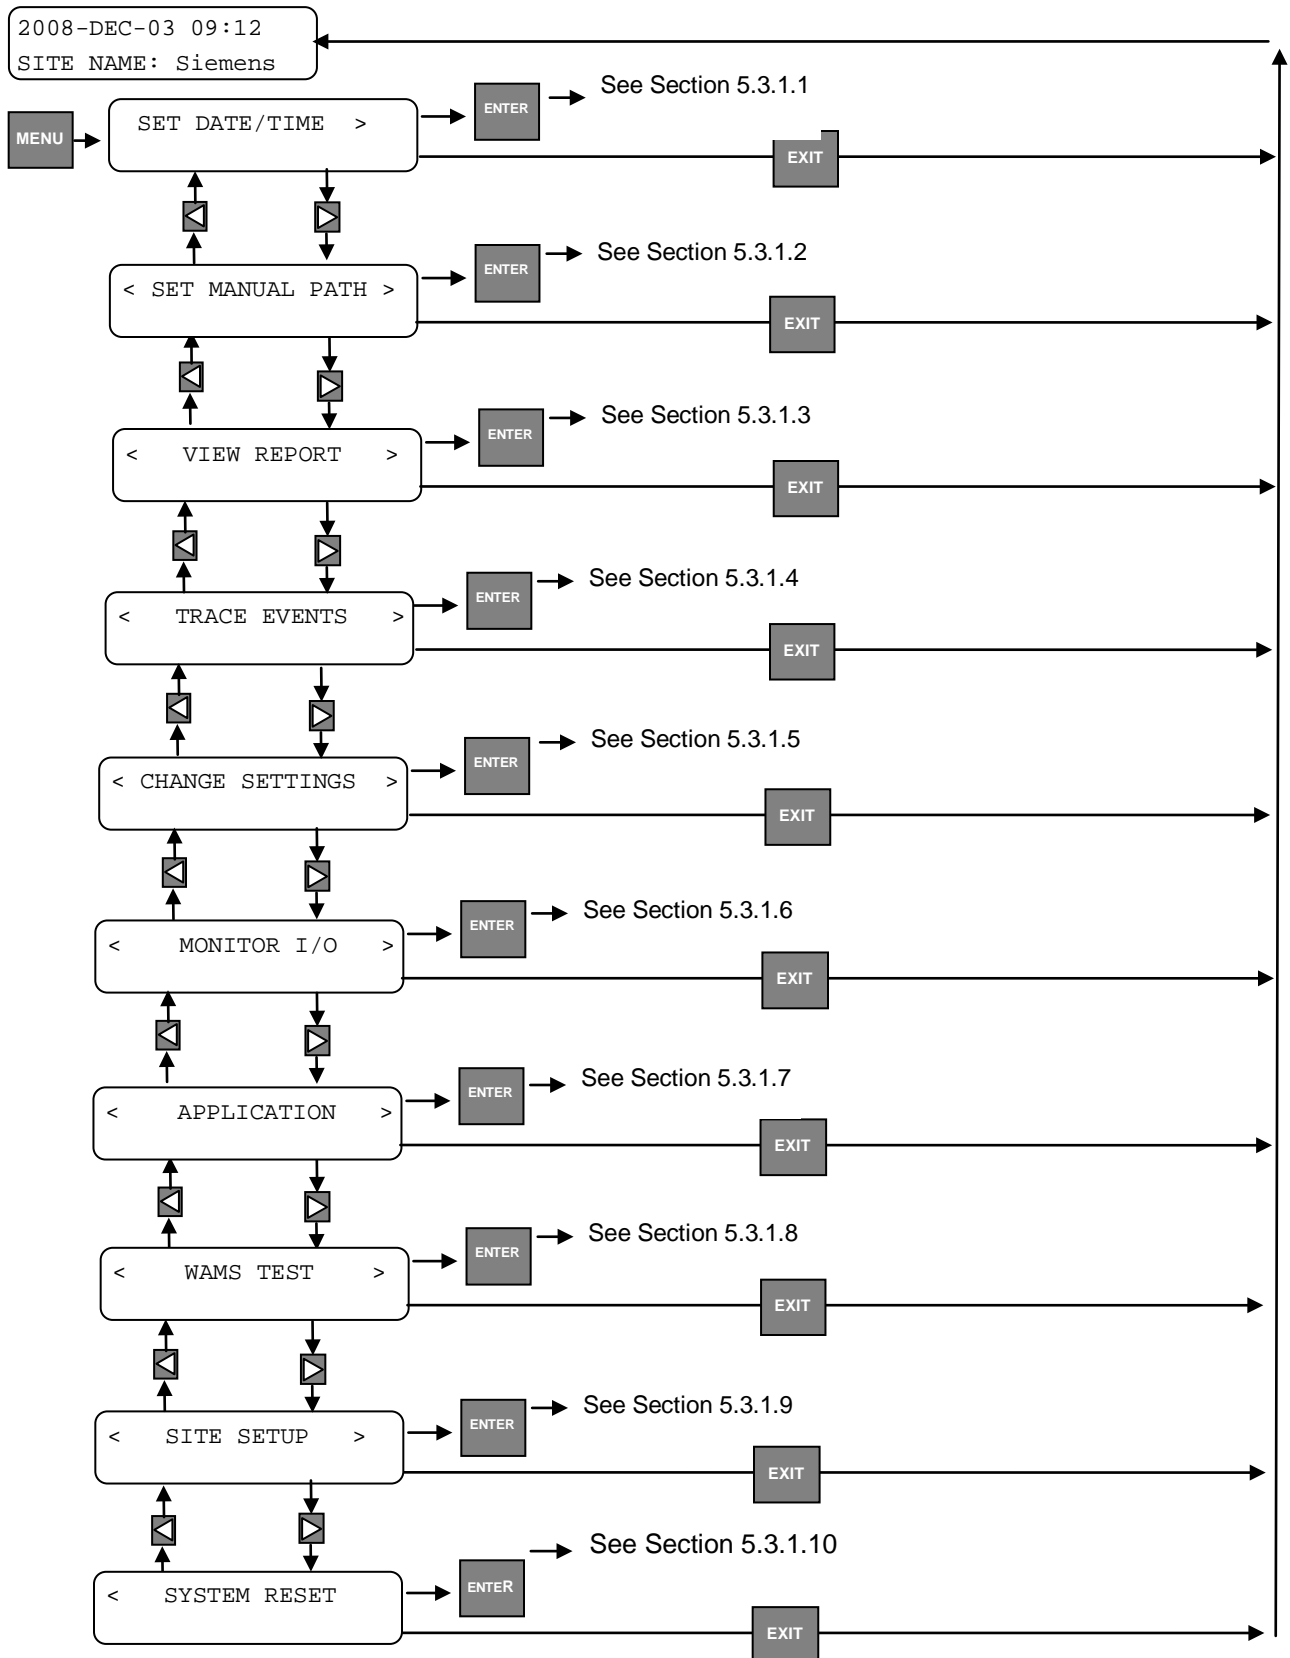 2008-DEC-03 09:12
SITE NAME: Siemens
MENU
SET DATE/TIME >
ENTER
See Section 5.3.1.1
EXIT
< SET MANUAL PATH >
ENTER
See Section 5.3.1.2
EXIT
< VIEW REPORT >
ENTER
See Section 5.3.1.3
EXIT
< TRACE EVENTS >
ENTER
See Section 5.3.1.4
EXIT
< CHANGE SETTINGS >
ENTER
See Section 5.3.1.5
EXIT
< MONITOR I/O >
ENTER
See Section 5.3.1.6
EXIT
< APPLICATION >
ENTER
See Section 5.3.1.7
EXIT
< WAMS TEST >
ENTER
See Section 5.3.1.8
EXIT
< SITE SETUP >
ENTER
See Section 5.3.1.9
EXIT
< SYSTEM RESET
ENTER
See Section 5.3.1.10
EXIT